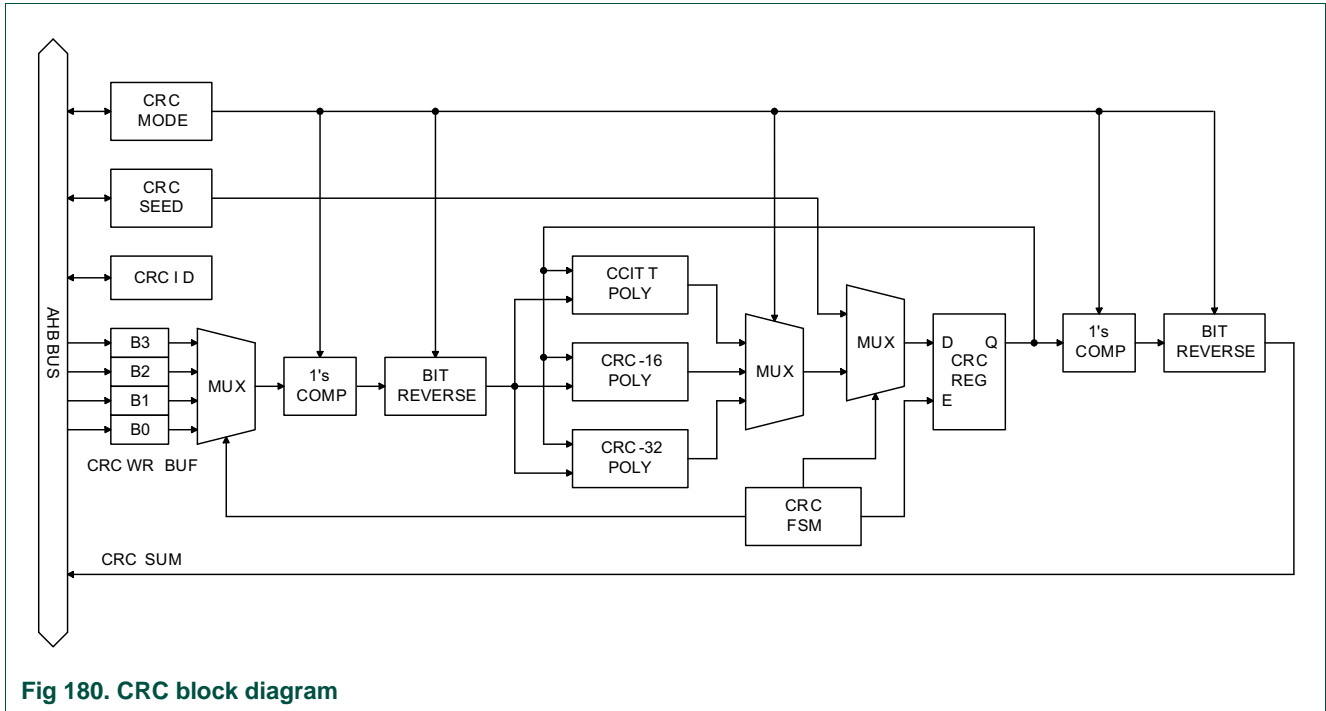 CRC
MODE
CRC
SEED
CRC ID
AHB BUS
B3
B2
B1
B0
CRC WR BUF
MUX
1's
COMP
BIT
REVERSE
CCITT
POLY
CRC-16
POLY
CRC-32
POLY
MUX
MUX
D Q
CRC
REG
E
1's
COMP
BIT
REVERSE
CRC
FSM
CRC SUM
Fig 180. CRC block diagram